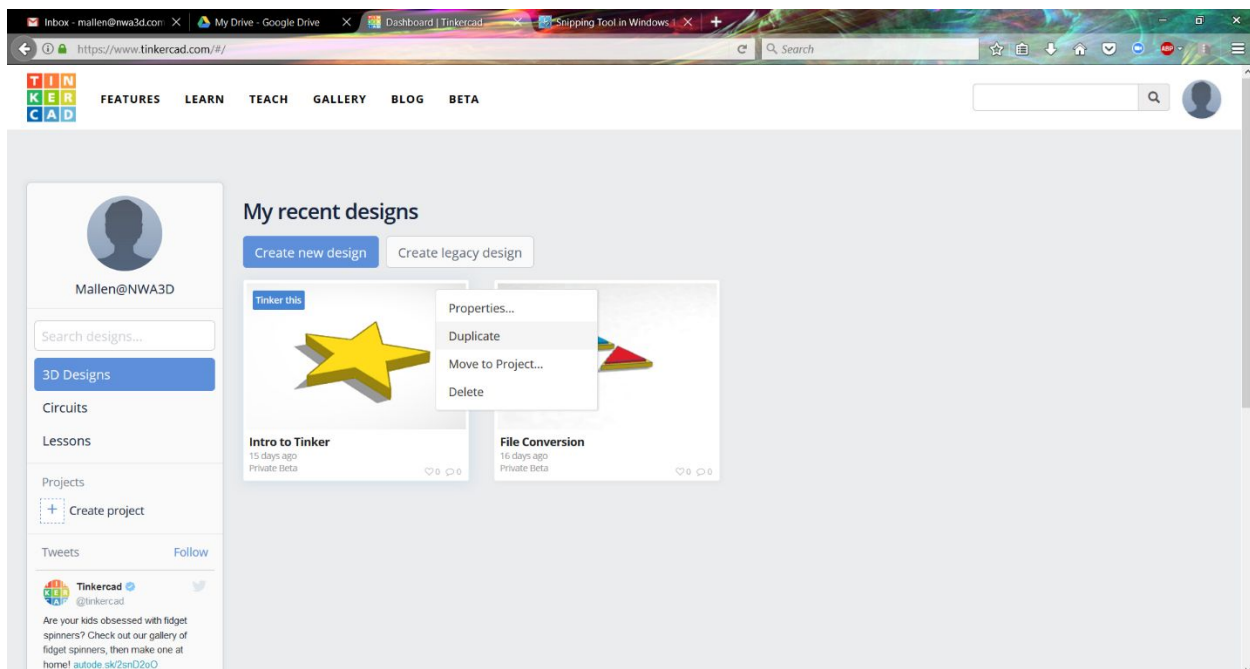 Inbox - mallen@nwa3d.com
My Drive - Google Drive
Dashboard | Tinkercad
Snipping Tool in Windows
https://www.tinkercad.com/#/
Search
TIN
KER
CAD
FEATURES LEARN TEACH GALLERY BLOG BETA
Mallen@NWA3D
Search designs...
3D Designs
Circuits
Lessons
Projects
+ Create project
Tweets Follow
Tinkercad
@tinkercad
Are your kids obsessed with fidget
spinners? Check out our gallery of
fidget spinners, then make one at
home! autode.sk/2snD2oO
My recent designs
Create new design Create legacy design
Tinker this
Properties...
Duplicate
Move to Project...
Delete
Intro to Tinker
15 days ago
Private Beta
0 0
File Conversion
16 days ago
Private Beta
0 0